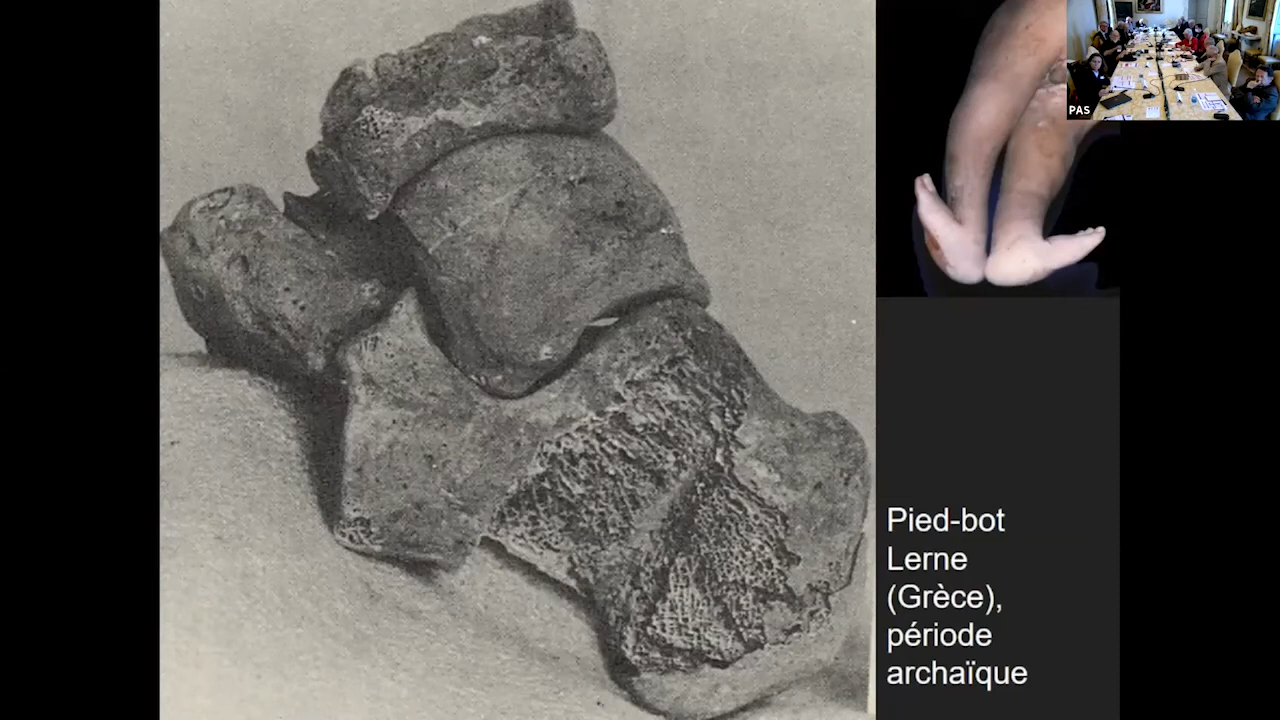 PAS
Pied-bot
Lerne
(Grèce),
période
archaïque